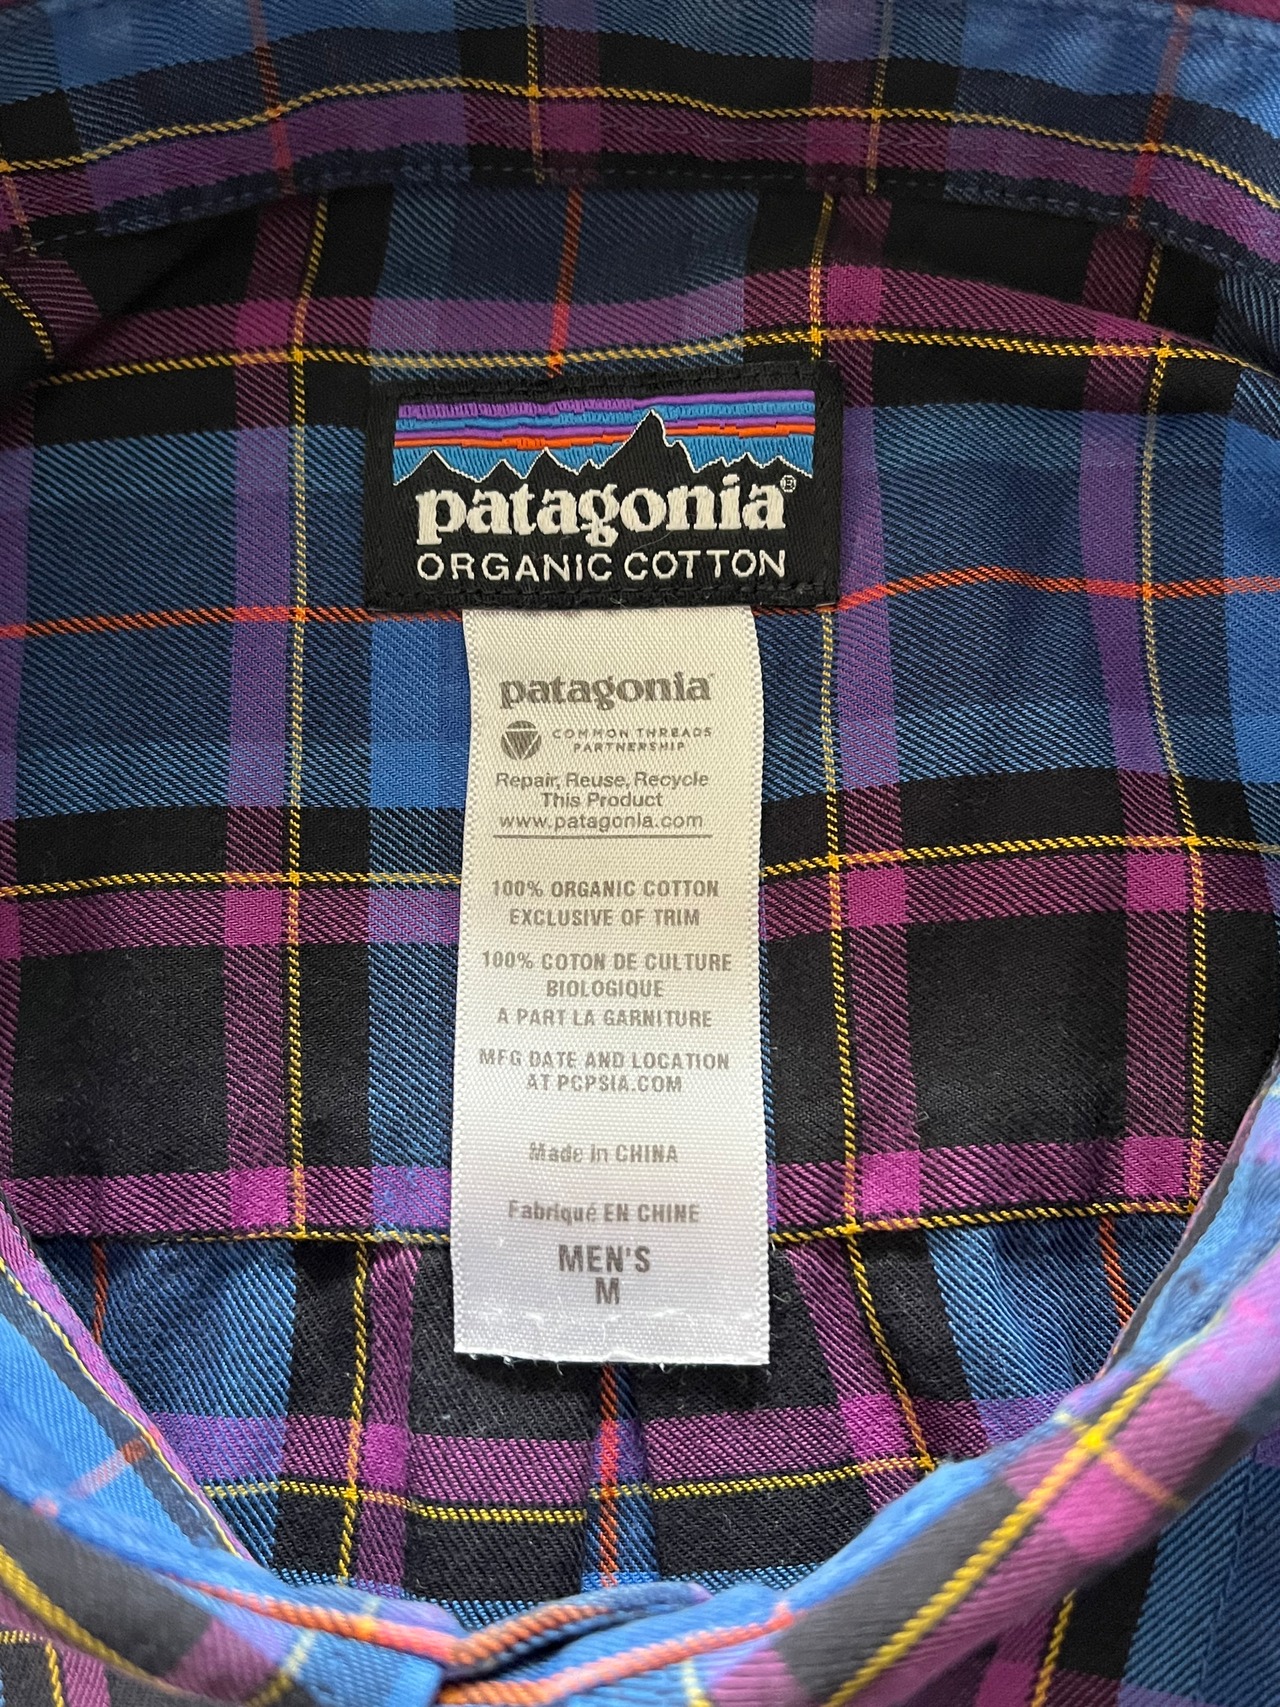 patagonia®
ORGANIC COTTON
patagonia
COMMON THREADS
PARTNERSHIP
Repair, Reuse, Recycle
This Product
www.patagonia.com
100% ORGANIC COTTON
EXCLUSIVE OF TRIM
100% COTON DE CULTURE
BIOLOGIQUE
A PART LA GARNITURE
MFG DATE AND LOCATION
AT PCPSIA.COM
Made in CHINA
Fabriqué EN CHINE
MEN'S
M